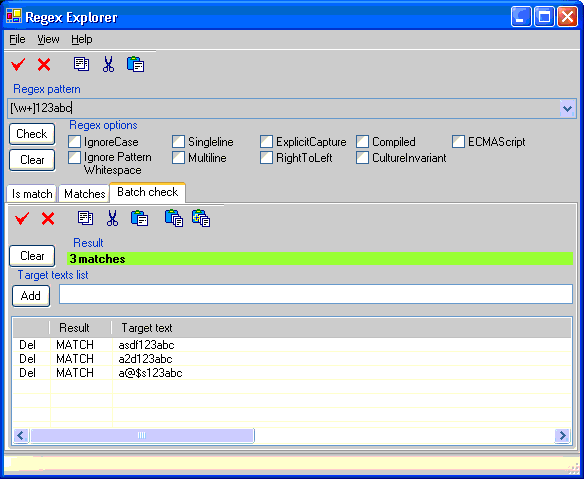 Regex Explorer
File View Help
Regex pattern
[\w+]123abc
Check
Regex options
IgnoreCase Singleline ExplicitCapture Compiled ECMAScript
Clear
Ignore Pattern Whitespace Multiline RightToLeft CultureInvariant
Is match Matches Batch check
Result
Clear
3 matches
Target texts list
Add
Result Target text
Del MATCH asdf123abc
Del MATCH a2d123abc
Del MATCH a@$s123abc